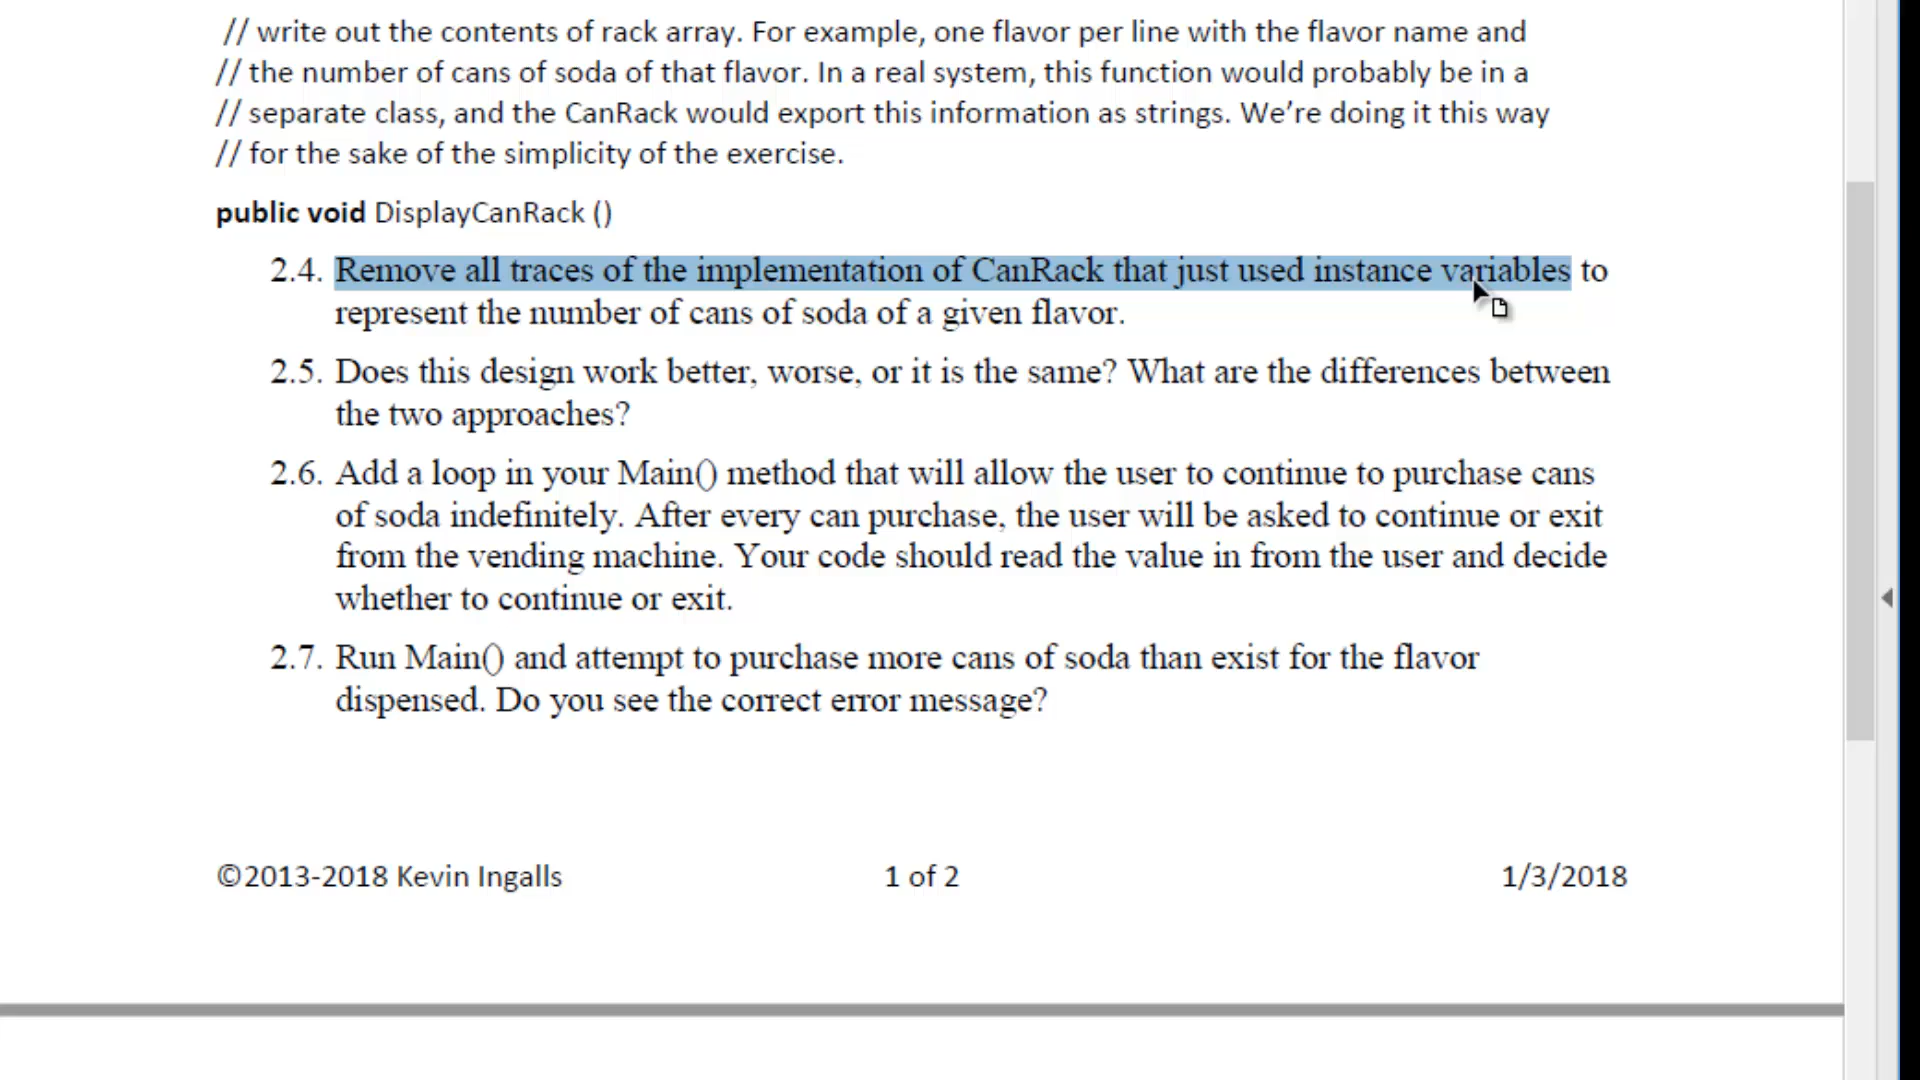 // write out the contents of rack array. For example, one flavor per line with the flavor name and
// the number of cans of soda of that flavor. In a real system, this function would probably be in a
// separate class, and the CanRack would export this information as strings. We’re doing it this way
// for the sake of the simplicity of the exercise.
public void DisplayCanRack ()
2.4. Remove all traces of the implementation of CanRack that just used instance variables to
represent the number of cans of soda of a given flavor.
2.5. Does this design work better, worse, or it is the same? What are the differences between
the two approaches?
2.6. Add a loop in your Main() method that will allow the user to continue to purchase cans
of soda indefinitely. After every can purchase, the user will be asked to continue or exit
from the vending machine. Your code should read the value in from the user and decide
whether to continue or exit.
2.7. Run Main() and attempt to purchase more cans of soda than exist for the flavor
dispensed. Do you see the correct error message?
©2013-2018 Kevin Ingalls 1 of 2 1/3/2018